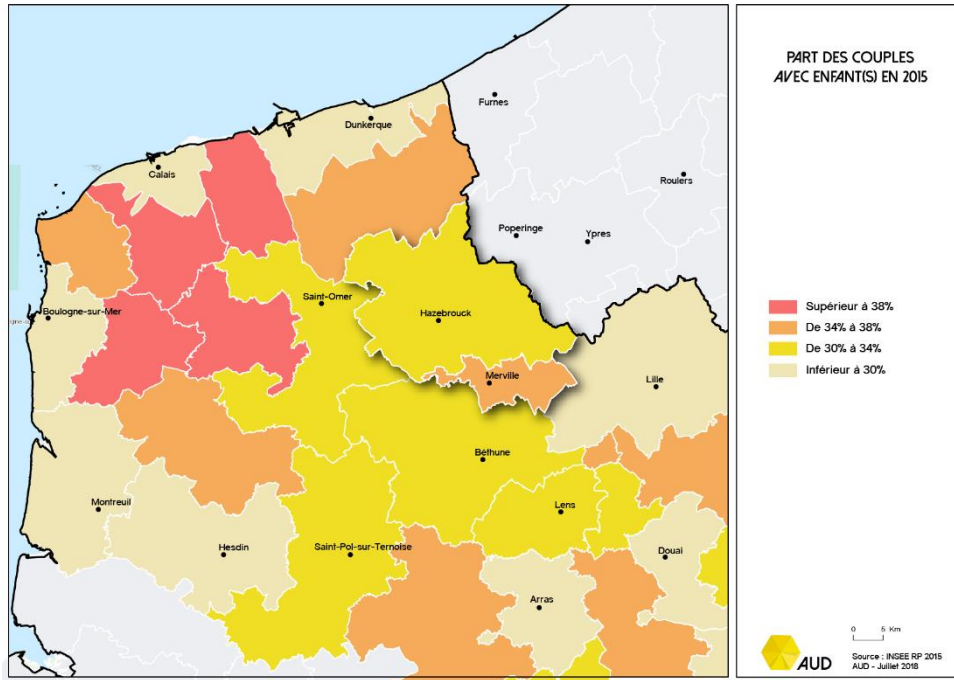 PART DES COUPLES
AVEC ENFANT(S) EN 2015
Furnes
Dunkerque
Calais
Roulers
Poperinge
Ypres
Saint-Omer
Boulogne-sur-Mer
Hazebrouck
Merville
Lille
Béthune
Montreuil
Lens
Hesdin
Saint-Pol-sur-Ternoise
Douai
Arras
Supérieur à 38%
De 34% à 38%
De 30% à 34%
Inférieur à 30%
0 5 Km
Source : INSEE RP 2015
AUD - Juillet 2018
AUD